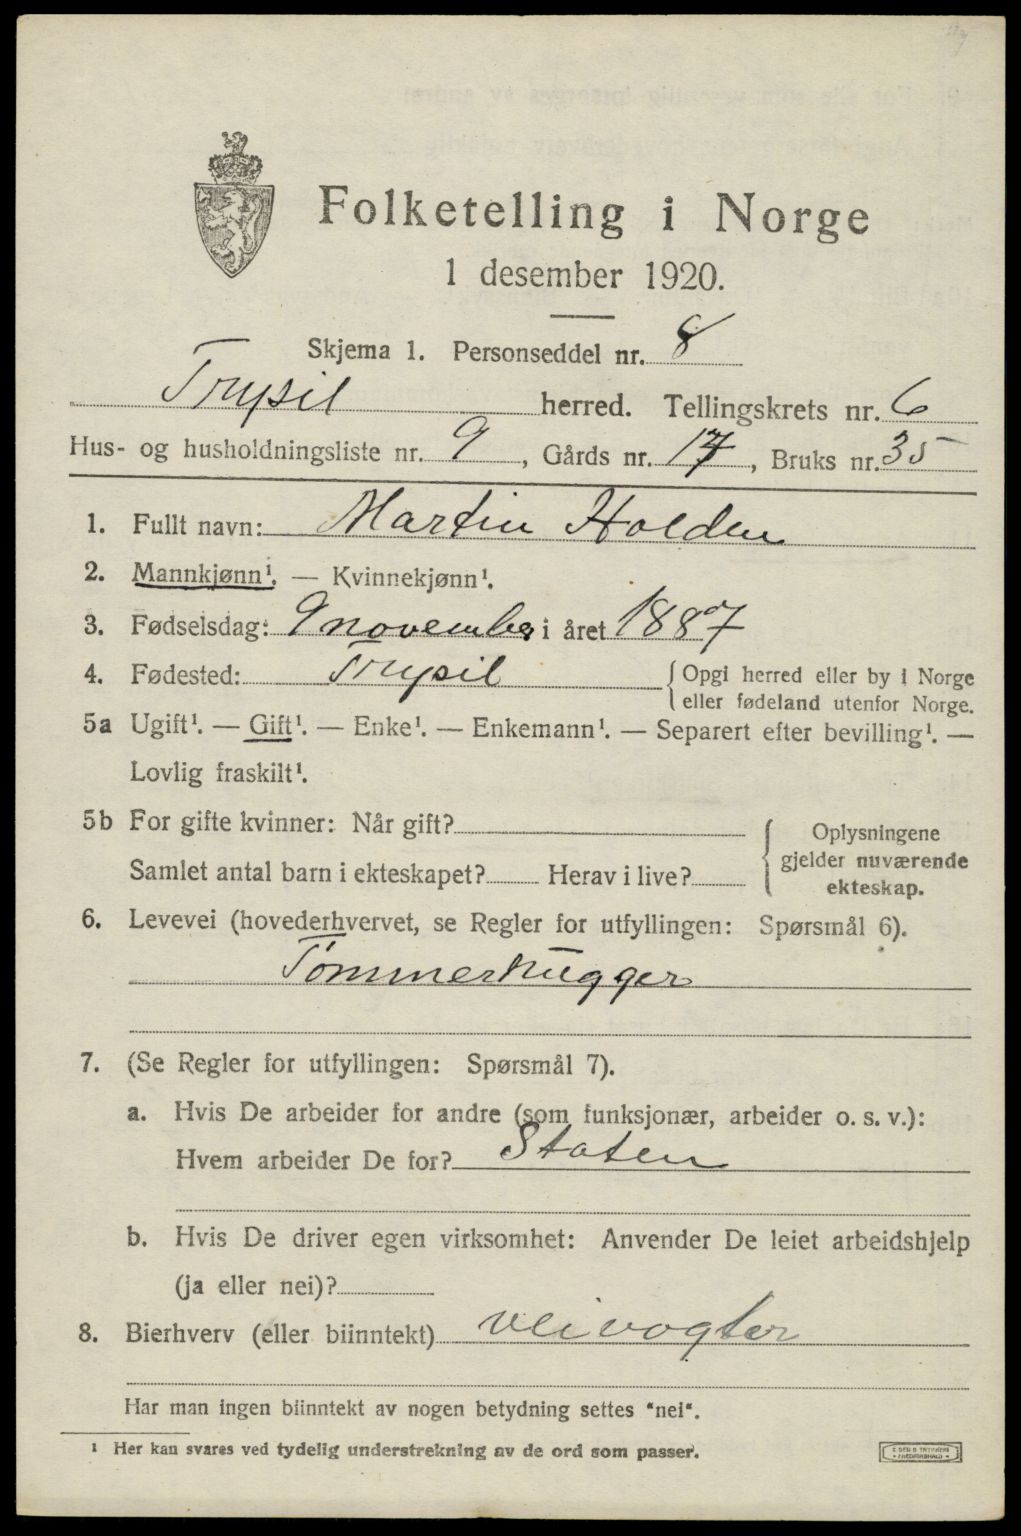 Folketelling i Norge
1 desember 1920.
Skjema 1. Personseddel nr. 8
Trysil herred. Tellingskrets nr. 6
Hus- og husholdningsliste nr. 9, Gårds nr. 17, Bruks nr. 35
1. Fullt navn: Martin Holden
2. Mannkjønn¹. — Kvinnekjønn¹.
3. Fødselsdag: 9 november i året 1887
4. Fødested: Trysil { Opgi herred eller by i Norge
eller fødeland utenfor Norge.
5a Ugift¹. — Gift¹. — Enke¹. — Enkemann¹. — Separert efter bevilling¹. —
Lovlig fraskilt¹.
5b For gifte kvinner: Når gift?
Samlet antal barn i ekteskapet? Herav i live?
{ Oplysningene
gjelder nuværende
ekteskap.
6. Levevei (hovederhvervet, se Regler for utfyllingen: Spørsmål 6).
Tømmerhugger
7. (Se Regler for utfyllingen: Spørsmål 7).
a. Hvis De arbeider for andre (som funksjonær, arbeider o. s. v.):
Hvem arbeider De for? Staten
b. Hvis De driver egen virksomhet: Anvender De leiet arbeidshjelp
(ja eller nei)?
8. Bierhverv (eller biinntekt) veivogter
Har man ingen biinntekt av nogen betydning settes "nei".
¹ Her kan svares ved tydelig understrekning av de ord som passer.